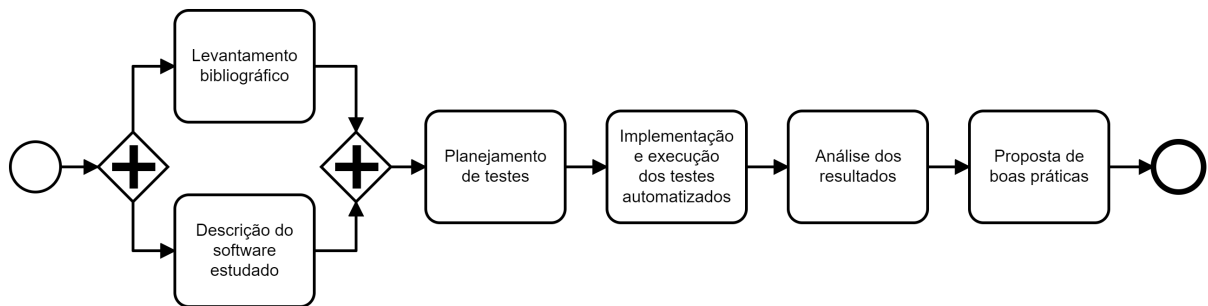 Levantamento
bibliográfico
Descrição do
software
estudado
Planejamento
de testes
Implementação
e execução
dos testes
automatizados
Análise dos
resultados
Proposta de
boas práticas